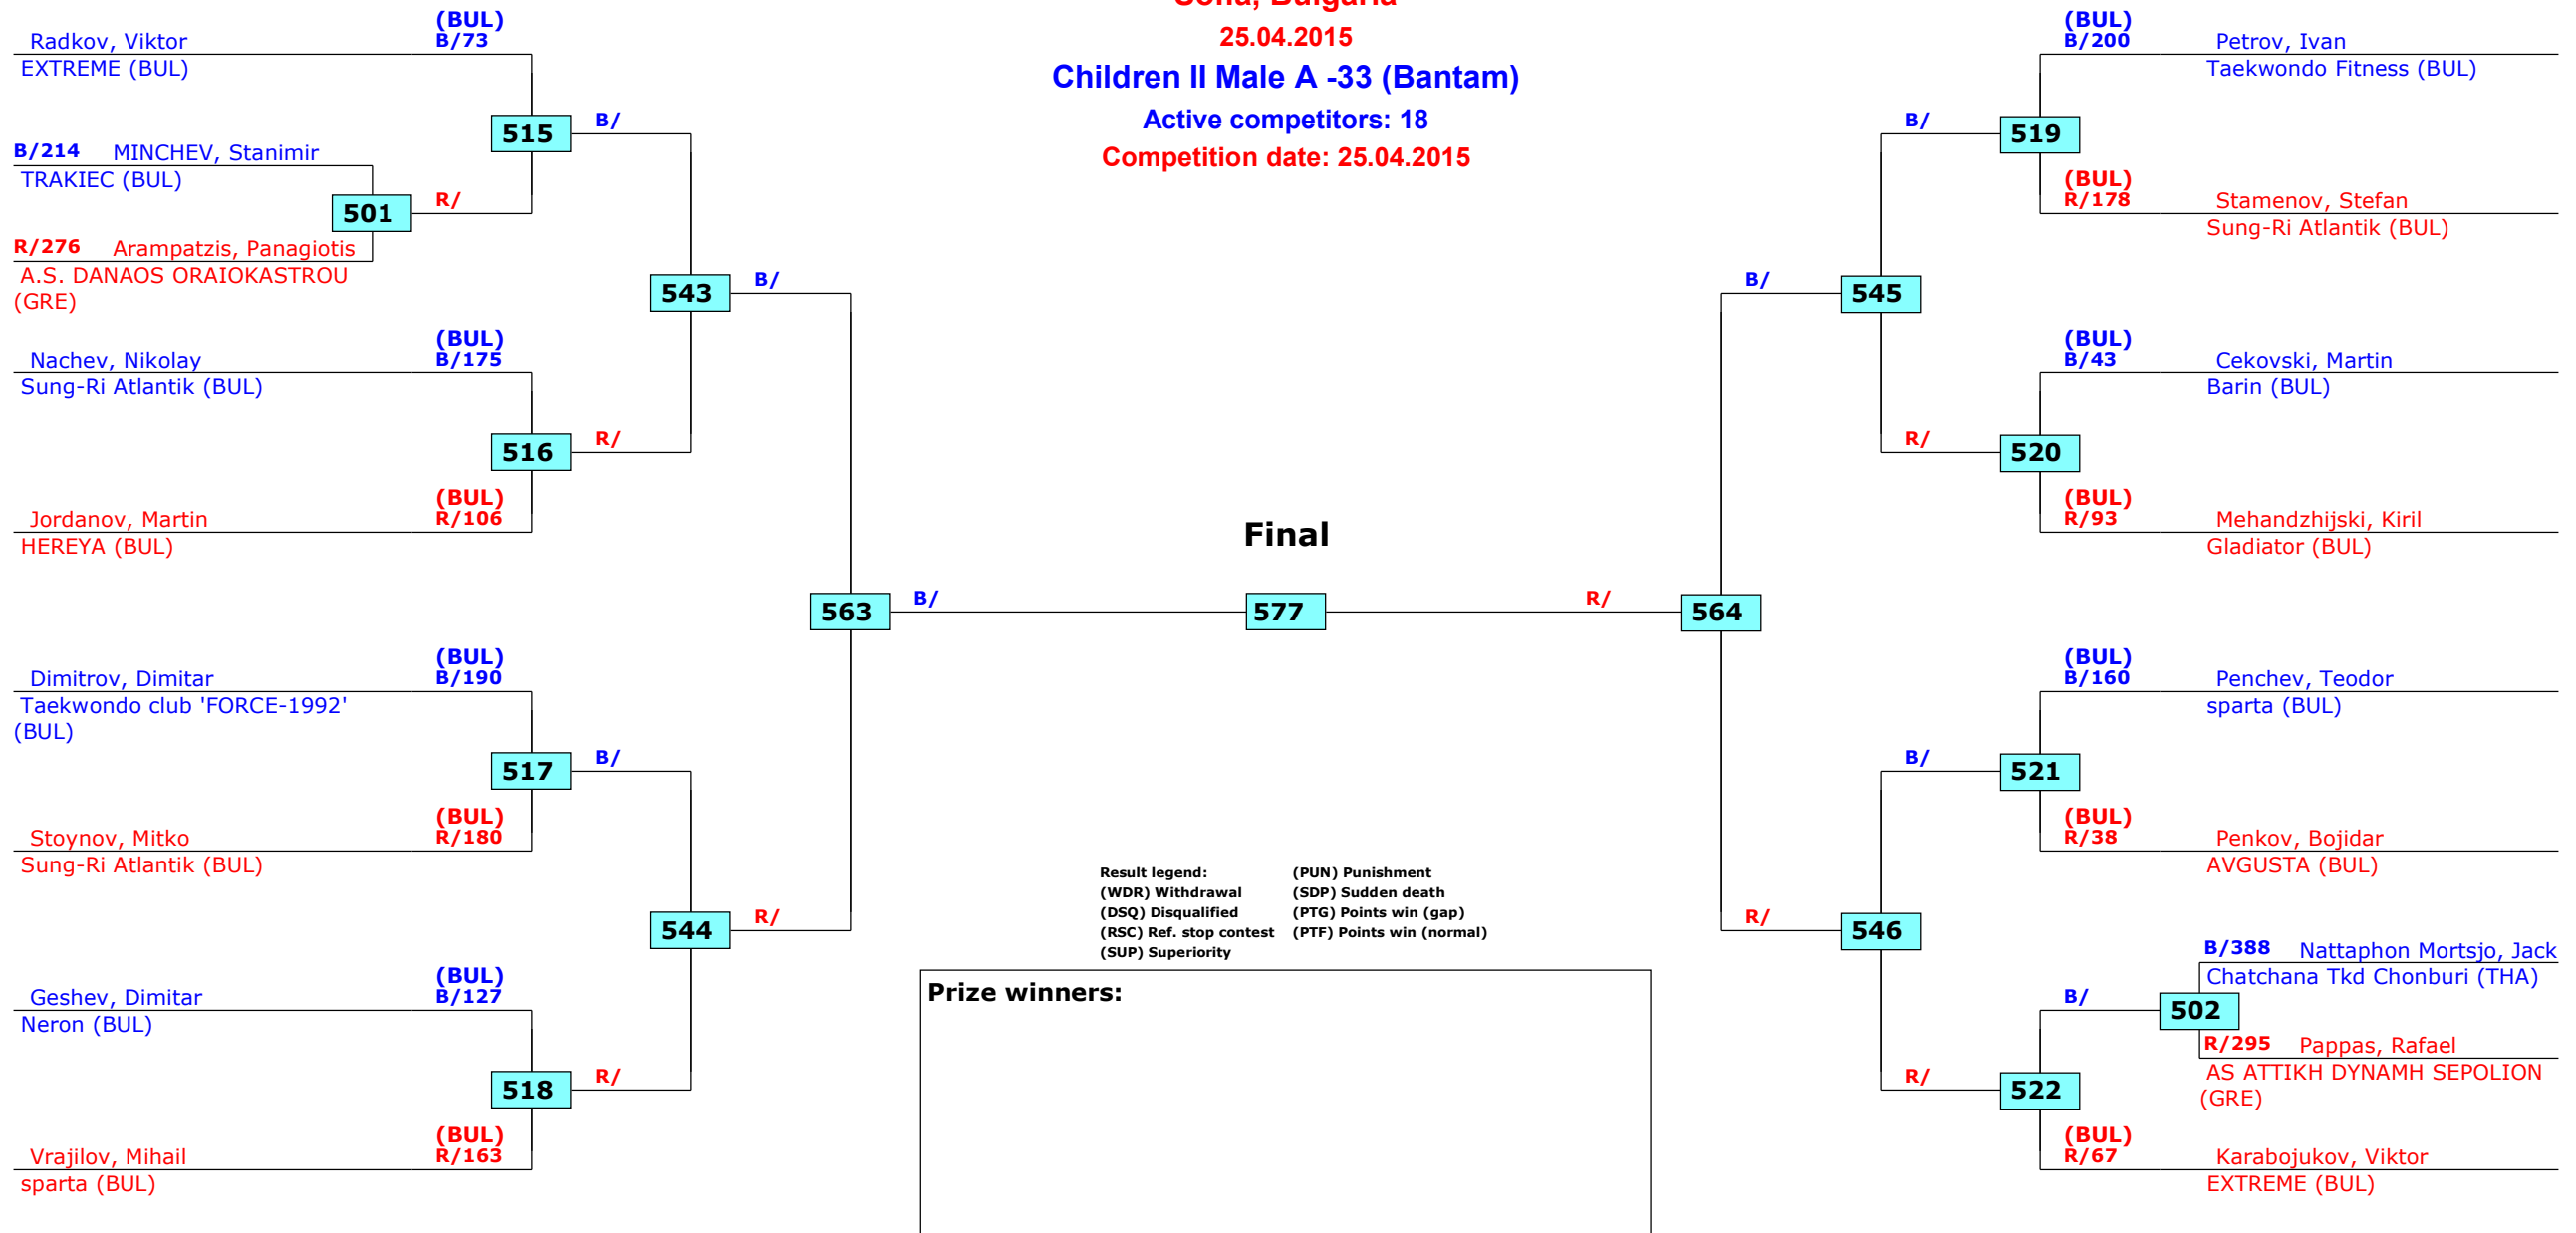 Sofia, Bulgaria
25.04.2015
Children II Male A -33 (Bantam)
Active competitors: 18
Competition date: 25.04.2015
(BUL)
Radkov, Viktor B/73
EXTREME (BUL)
515
B/
B/214 MINCHEV, Stanimir
TRAKIEC (BUL)
501
R/
R/276 Arampatzis, Panagiotis
A.S. DANAOS ORAIOKASTROU
(GRE)
543
B/
(BUL)
Nachev, Nikolay B/175
Sung-Ri Atlantik (BUL)
516
R/
(BUL)
Jordanov, Martin R/106
HEREYA (BUL)
563
B/
(BUL)
Dimitrov, Dimitar B/190
Taekwondo club 'FORCE-1992'
(BUL)
517
B/
(BUL)
Stoynov, Mitko R/180
Sung-Ri Atlantik (BUL)
544
R/
(BUL)
Geshev, Dimitar B/127
Neron (BUL)
518
R/
(BUL)
Vrajilov, Mihail R/163
sparta (BUL)
Final
577
R/
564
(BUL)
B/200 Petrov, Ivan
Taekwondo Fitness (BUL)
B/
519
(BUL)
R/178 Stamenov, Stefan
Sung-Ri Atlantik (BUL)
B/
545
(BUL)
B/43 Cekovski, Martin
Barin (BUL)
R/
520
(BUL)
R/93 Mehandzhijski, Kiril
Gladiator (BUL)
(BUL)
B/160 Penchev, Teodor
sparta (BUL)
B/
521
(BUL)
R/38 Penkov, Bojidar
AVGUSTA (BUL)
R/
546
B/388 Nattaphon Mortsjo, Jack
Chatchana Tkd Chonburi (THA)
B/
502
R/295 Pappas, Rafael
AS ATTIKH DYNAMH SEPOLION
(GRE)
R/
522
(BUL)
R/67 Karabojukov, Viktor
EXTREME (BUL)
Result legend: (PUN) Punishment
(WDR) Withdrawal (SDP) Sudden death
(DSQ) Disqualified (PTG) Points win (gap)
(RSC) Ref. stop contest (PTF) Points win (normal)
(SUP) Superiority
Prize winners: